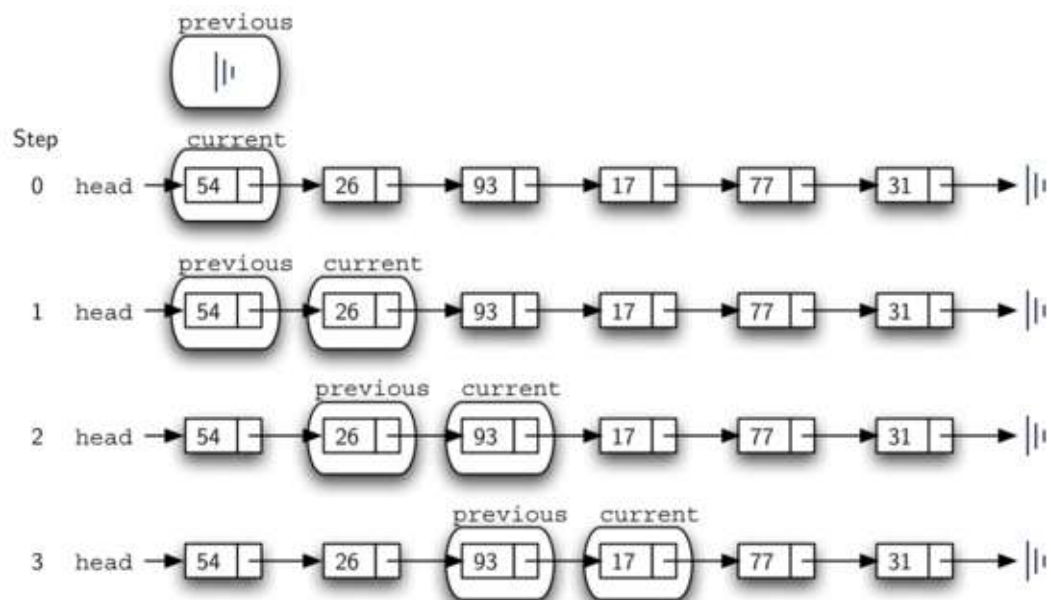 previous
Step
current
0 head 54 26 93 17 77 31
previous current
1 head 54 26 93 17 77 31
previous current
2 head 54 26 93 17 77 31
previous current
3 head 54 26 93 17 77 31